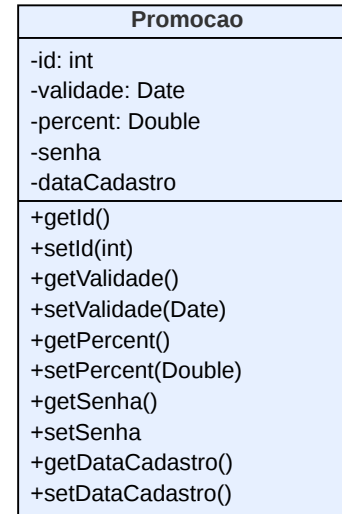 Promocao
-id: int
-validade: Date
-percent: Double
-senha
-dataCadastro
+getId()
+setId(int)
+getValidade()
+setValidade(Date)
+getPercent()
+setPercent(Double)
+getSenha()
+setSenha
+getDataCadastro()
+setDataCadastro()